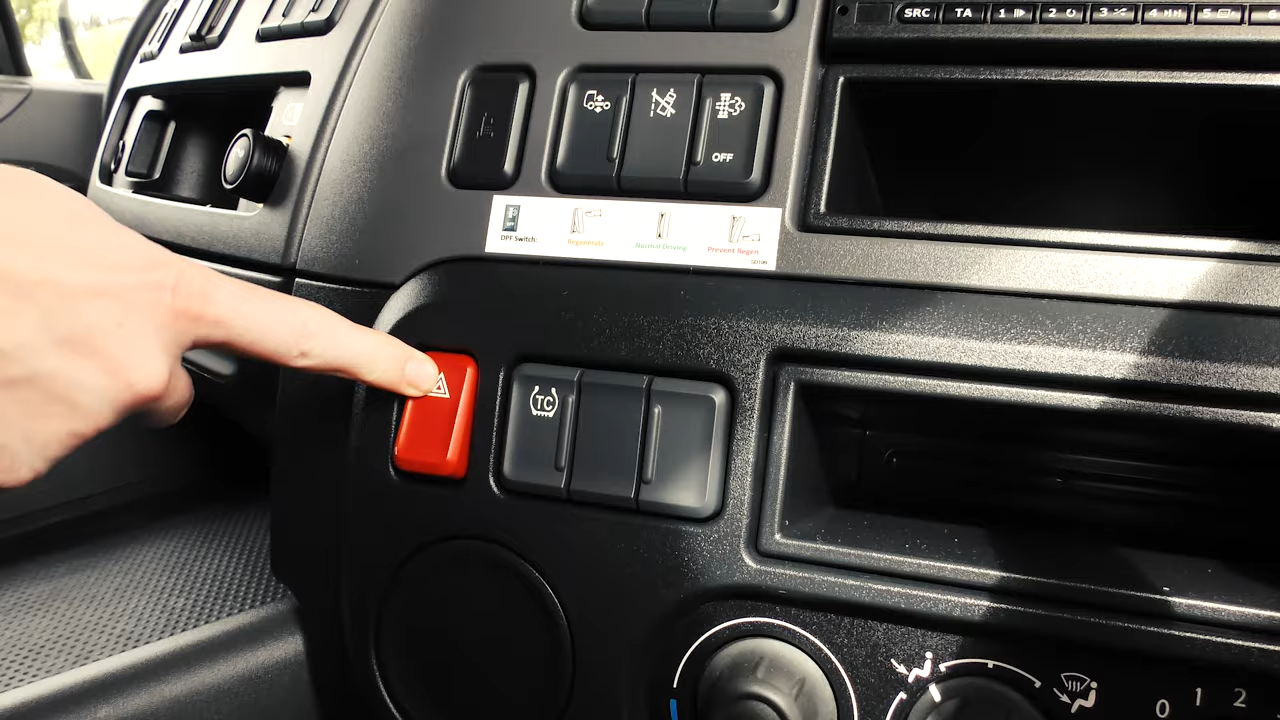 SRC TA 1 2 3 4 5 6
OFF
DPF Switch: Regenerate Normal Driving Prevent Regen
TC
0 1 2